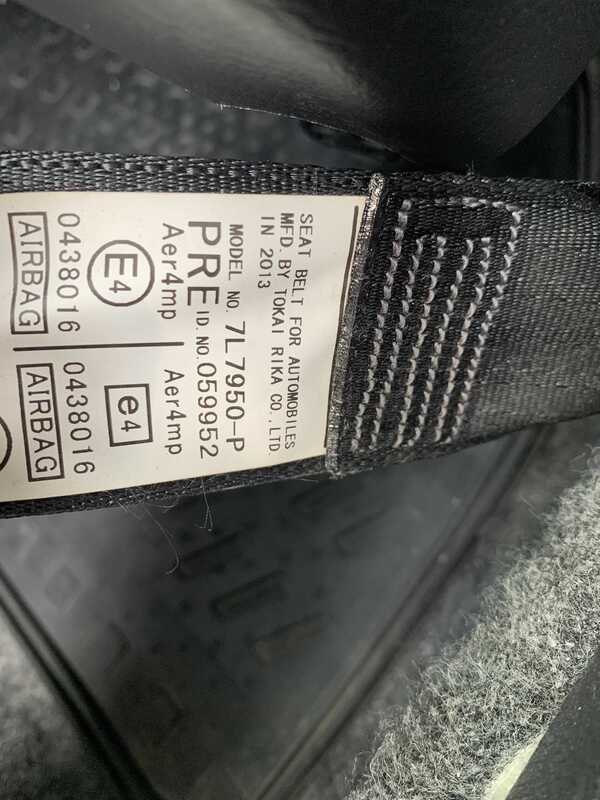 SEAT BELT FOR AUTOMOBILES
MFD. BY TOKAI RIKA CO., LTD.
IN 2013
MODEL NO. 7L7950-P
PRE ID. NO. 059952
Aer4mp Aer4mp
E4 e4
0438016 0438016
AIRBAG AIRBAG